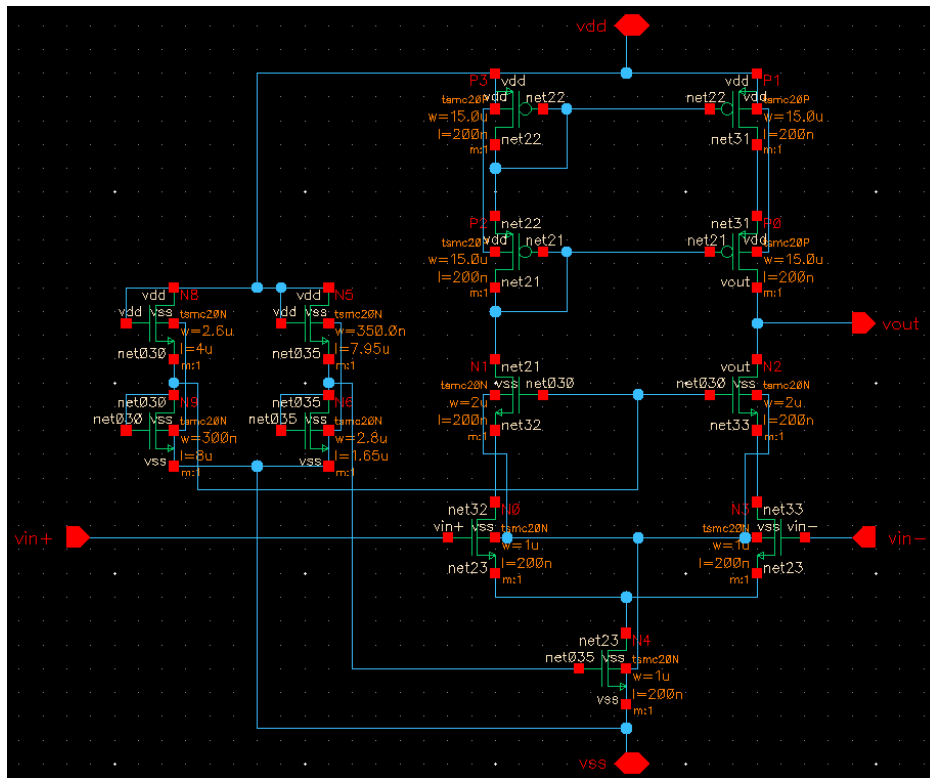 vdd
P3 vdd
vdd P1
vdd net22
net22 vdd
tsmc20P
w=15.0u
l=200n
net22
m:1
tsmc20P
w=15.0u
l=200n
net31
m:1
P2 net22
net31 P0
vdd net21
net21 vdd
tsmc20P
w=15.0u
l=200n
net21
m:1
tsmc20P
w=15.0u
l=200n
vout
m:1
vout
vdd N8
vdd vss
tsmc20N
w=2.6u
l=4u
net030
m:1
vdd N5
vdd vss
tsmc20N
w=350.0n
l=7.95u
net035
m:1
net030 N9
net030 vss
tsmc20N
w=300n
l=8u
vss
m:1
net035 N6
net035 vss
tsmc20N
w=2.8u
l=1.65u
vss
m:1
N1 net21
vss net030
tsmc20N
w=2u
l=200n
net32
m:1
vout N2
net030 vss
tsmc20N
w=2u
l=200n
net33
m:1
vin+
net32 N0
vin+ vss
tsmc20N
w=1u
l=200n
net23
m:1
N3 net33
vss vin-
tsmc20N
w=1u
l=200n
net23
m:1
vin-
net23 N4
net035 vss
tsmc20N
w=1u
l=200n
vss
m:1
vss